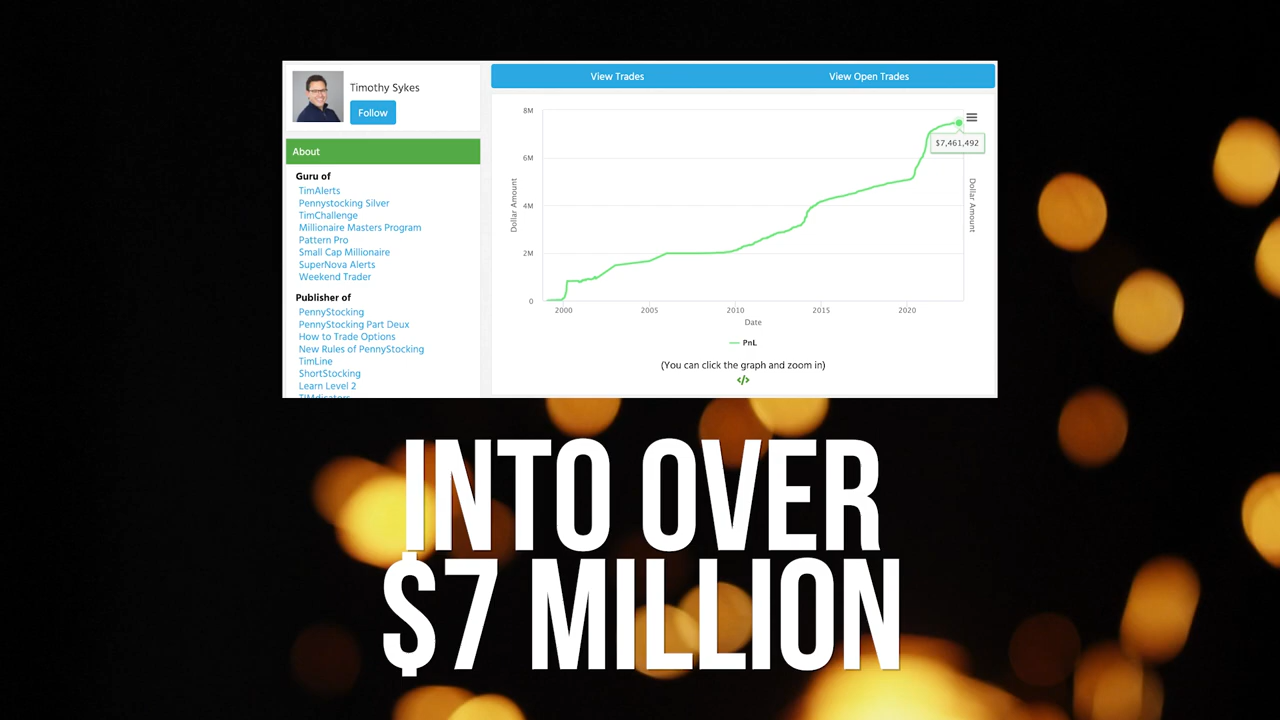 Timothy Sykes
Follow
About
Guru of
TimAlerts
Pennystocking Silver
TimChallenge
Millionaire Masters Program
Pattern Pro
Small Cap Millionaire
SuperNova Alerts
Weekend Trader
Publisher of
PennyStocking
PennyStocking Part Deux
How to Trade Options
New Rules of PennyStocking
TimLine
ShortStocking
Learn Level 2
View Trades
View Open Trades
8M
6M
4M
2M
0
Dollar Amount
$7,461,492
Dollar Amount
2000
2005
2010
2015
2020
Date
PnL
(You can click the graph and zoom in)
</>
INTO OVER
$7 MILLION